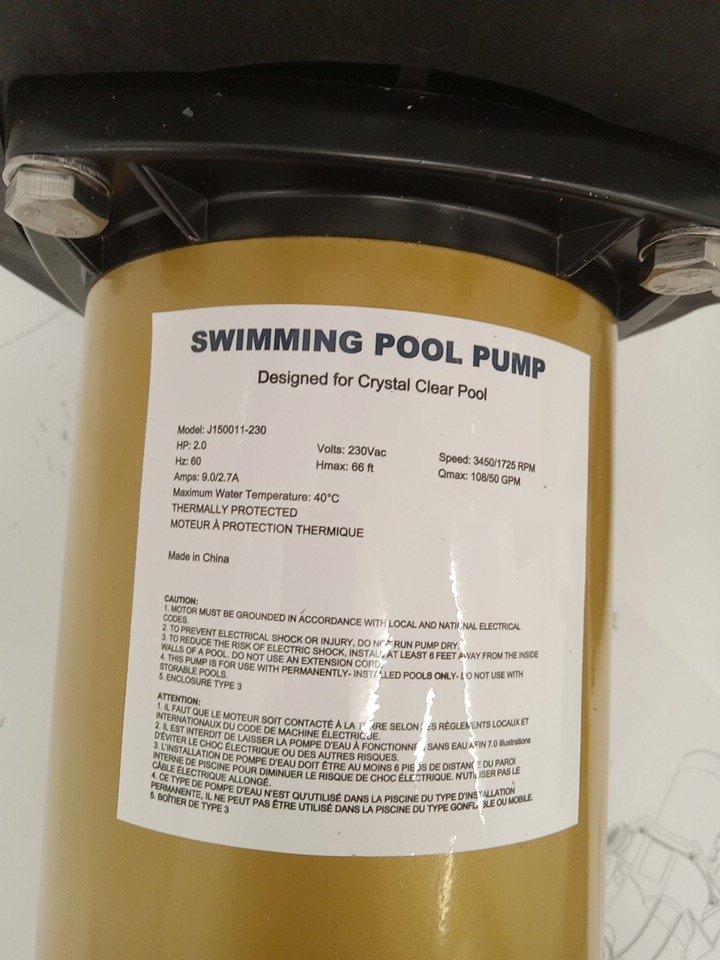 SWIMMING POOL PUMP
Designed for Crystal Clear Pool
Model: J150011-230
HP: 2.0
Volts: 230Vac
Speed: 3450/1725 RPM
Hz: 60
Hmax: 66 ft
Qmax: 108/50 GPM
Amps: 9.0/2.7A
Maximum Water Temperature: 40°C
THERMALLY PROTECTED
MOTEUR À PROTECTION THERMIQUE
Made in China
CAUTION:
1. MOTOR MUST BE GROUNDED IN ACCORDANCE WITH LOCAL AND NATIONAL ELECTRICAL
CODES.
2. TO PREVENT ELECTRICAL SHOCK OR INJURY, DO NOT RUN PUMP DRY.
3. TO REDUCE THE RISK OF ELECTRIC SHOCK, INSTALL AT LEAST 6 FEET AWAY FROM THE INSIDE
WALLS OF A POOL. DO NOT USE AN EXTENSION CORD.
4. THIS PUMP IS FOR USE WITH PERMANENTLY- INSTALLED POOLS ONLY- DO NOT USE WITH
STORABLE POOLS.
5. ENCLOSURE TYPE 3
ATTENTION:
1. IL FAUT QUE LE MOTEUR SOIT CONTACTÉ À LA TERRE SELON LES RÉGLEMENTS LOCAUX ET
INTERNATIONAUX DU CODE DE MACHINE ÉLECTRIQUE.
2. IL EST INTERDIT DE LAISSER LA POMPE D'EAU À FONCTIONNER SANS EAU AFIN 7.0 Illustrations
D'ÉVITER LE CHOC ÉLECTRIQUE OU DES AUTRES RISQUES.
3. L'INSTALLATION DE POMPE D'EAU DOIT ÊTRE AU MOINS 6 PIEDS DE DISTANCE DU PAROI
INTERNE DE PISCINE POUR DIMINUER LE RISQUE DE CHOC ÉLECTRIQUE. N'UTILISER PAS LE
CÂBLE ÉLECTRIQUE ALLONGÉ.
4. CE TYPE DE POMPE D'EAU N'EST QU'UTILISÉ DANS LA PISCINE DU TYPE D'INSTALLATION
PERMANENTE, IL NE PEUT PAS ÊTRE UTILISÉ DANS LA PISCINE DU TYPE GONFLABLE OU MOBILE.
5. BOÎTIER DE TYPE 3